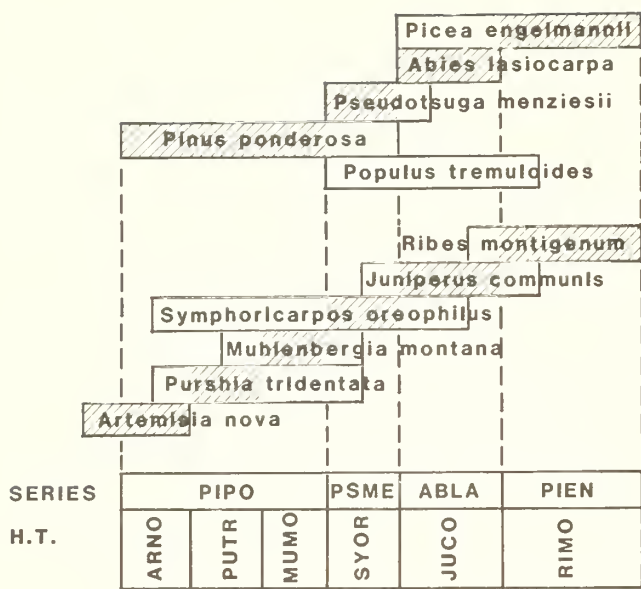 Picea engelmannii
Abies lasiocarpa
Pseudotsuga menziesii
Pinus ponderosa
Populus tremuloides
Ribes montigenum
Juniperus communis
Symphoricarpos oreophilus
Muhlenbergia montana
Purshia tridentata
Artemisia nova
SERIES PIPO PSME ABLA PIEN
H.T. ARNO PUTR MUMO SYOR JUCO RIMO